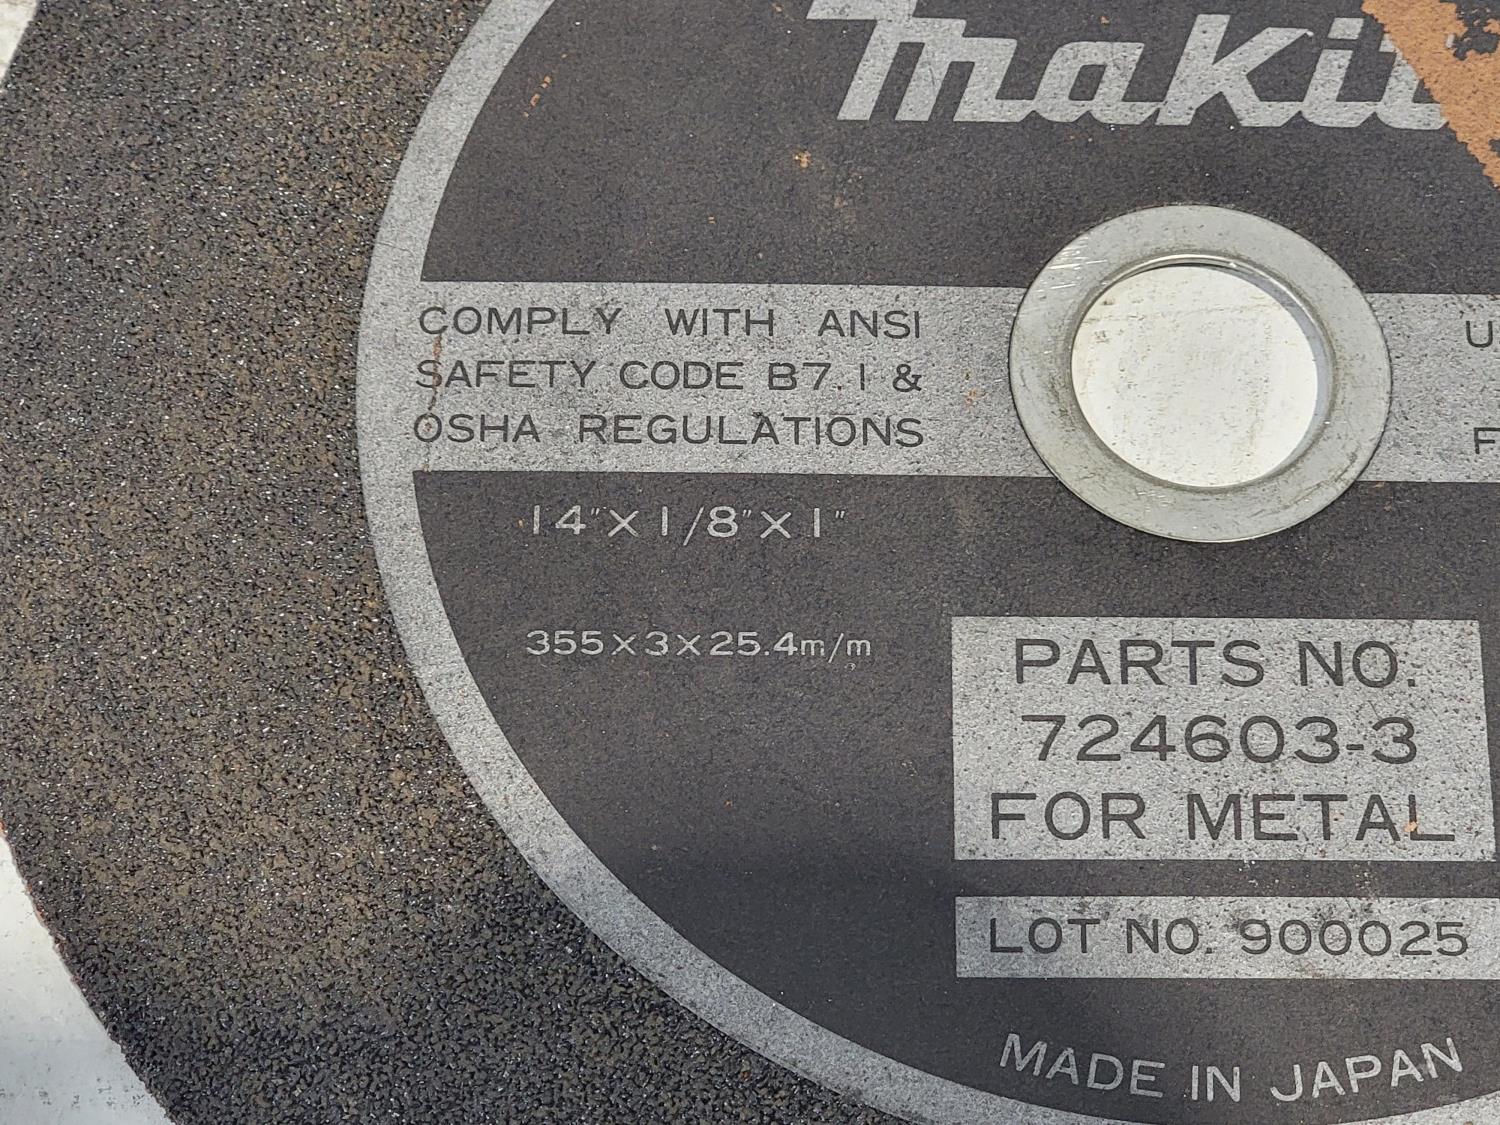 makita
COMPLY WITH ANSI
SAFETY CODE B7.1 &
OSHA REGULATIONS
14"X1/8"X1"
355X3X25.4m/m
PARTS NO.
724603-3
FOR METAL
LOT NO. 900025
MADE IN JAPAN